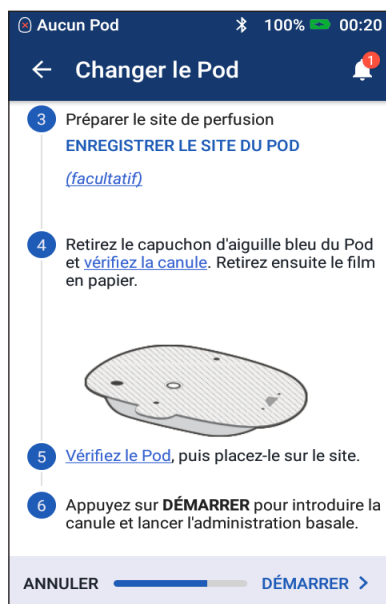 Aucun Pod 100% 00:20
Changer le Pod 1
3 Préparer le site de perfusion
ENREGISTRER LE SITE DU POD
(facultatif)
4 Retirez le capuchon d'aiguille bleu du Pod
et vérifiez la canule. Retirez ensuite le film
en papier.
5 Vérifiez le Pod, puis placez-le sur le site.
6 Appuyez sur DÉMARRER pour introduire la
canule et lancer l'administration basale.
ANNULER DÉMARRER